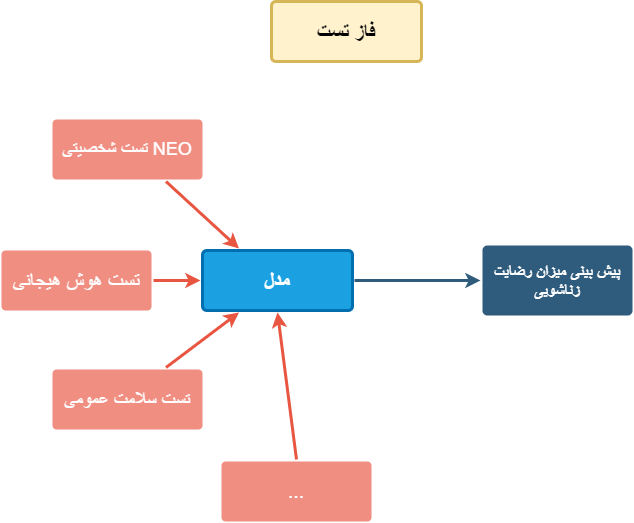 فاز تست
تست شخصیتی NEO
تست هوش هیجانی
مدل
پیش بینی میزان رضایت
زناشویی
تست سلامت عمومی
...